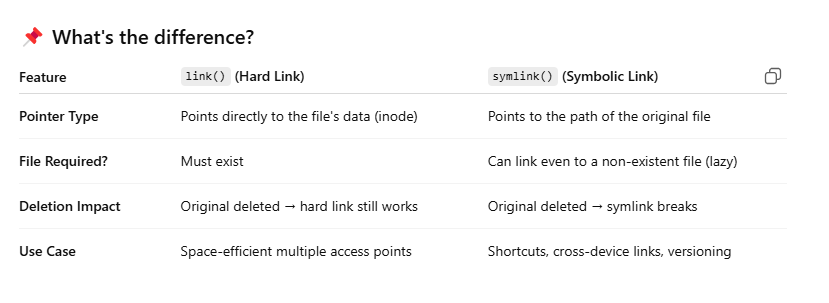 📌 What's the difference?
Feature link() (Hard Link) symlink() (Symbolic Link)
Pointer Type Points directly to the file's data (inode) Points to the path of the original file
File Required? Must exist Can link even to a non-existent file (lazy)
Deletion Impact Original deleted → hard link still works Original deleted → symlink breaks
Use Case Space-efficient multiple access points Shortcuts, cross-device links, versioning